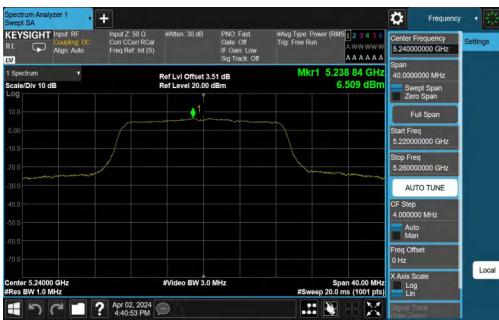 Spectrum Analyzer 1
Swept SA
Frequency
KEYSIGHT
Input: RF
Coupling: DC
Align: Auto
Input Z: 50 Ω
Corr CCorr RCal
Freq Ref: Int (S)
#Atten: 30 dB
PNO: Fast
Gate: Off
IF Gain: Low
Sig Track: Off
#Avg Type: Power (RMS
Trig: Free Run
1 2 3 4 5 6
A W W W W W
A A A A A A
RL
LVI
1 Spectrum
Scale/Div 10 dB
Log
Ref Lvl Offset 3.51 dB
Ref Level 20.00 dBm
Mkr1 5.238 84 GHz
6.509 dBm
1
10.0
0.00
-10.0
-20.0
-30.0
-40.0
-50.0
-60.0
-70.0
Center 5.24000 GHz
#Res BW 1.0 MHz
#Video BW 3.0 MHz
Span 40.00 MHz
#Sweep 20.0 ms (1001 pts)
Apr 02, 2024
4:40:53 PM
Center Frequency
5.240000000 GHz
Span
40.0000000 MHz
Swept Span
Zero Span
Full Span
Start Freq
5.220000000 GHz
Stop Freq
5.260000000 GHz
AUTO TUNE
CF Step
4.000000 MHz
Auto
Man
Freq Offset
0 Hz
X Axis Scale
Log
Lin
Signal Track
Settings
Local